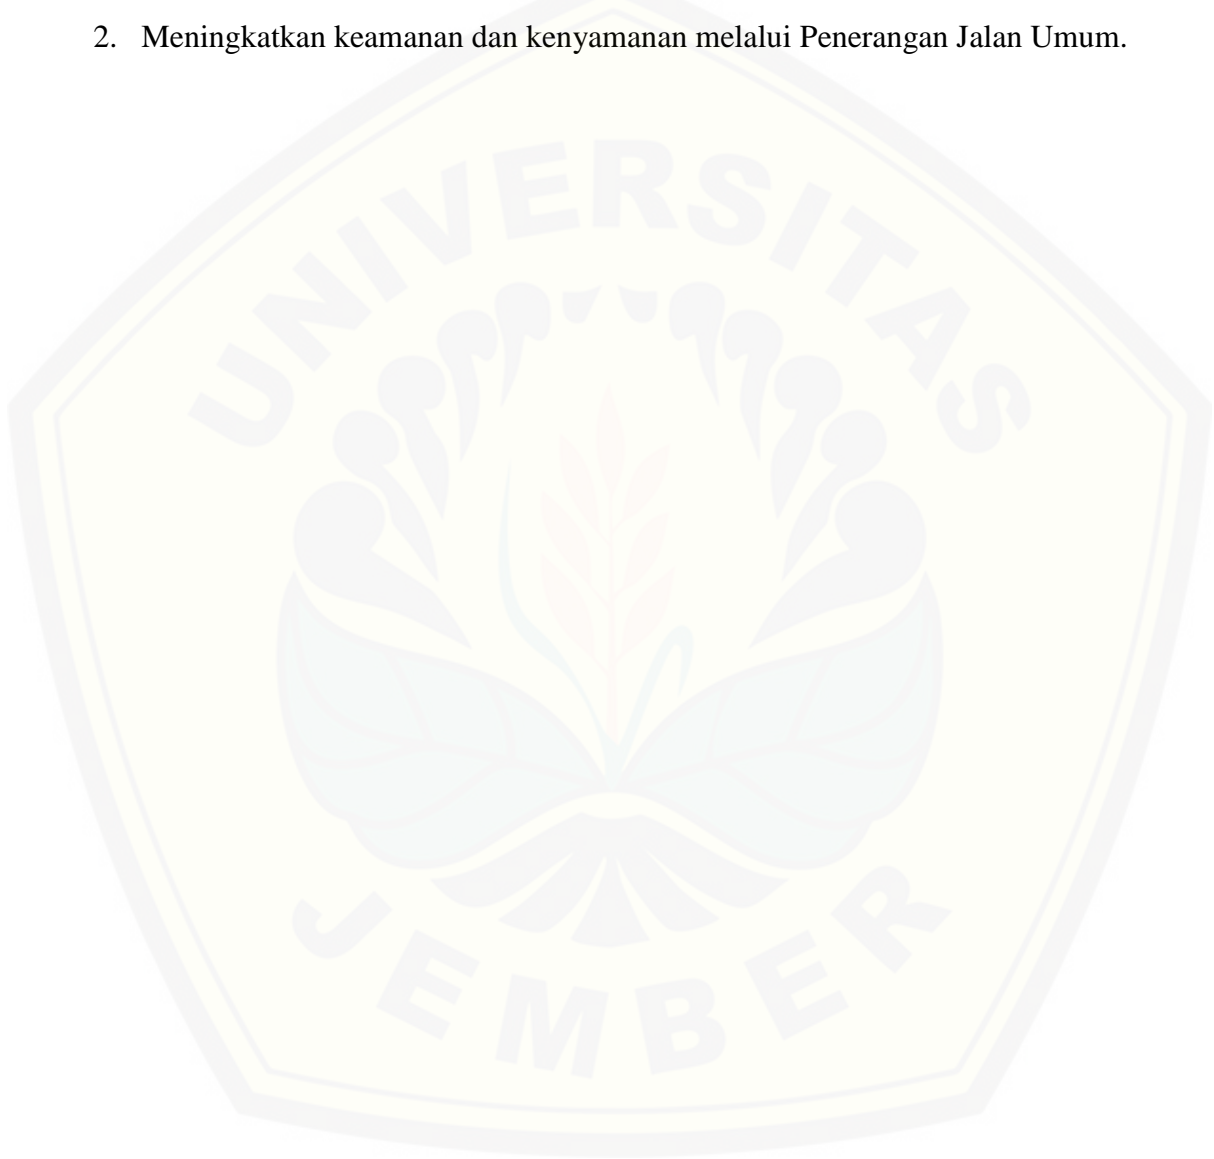 2. Meningkatkan keamanan dan kenyamanan melalui Penerangan Jalan Umum.
UNIVERSITAS
JEMBER